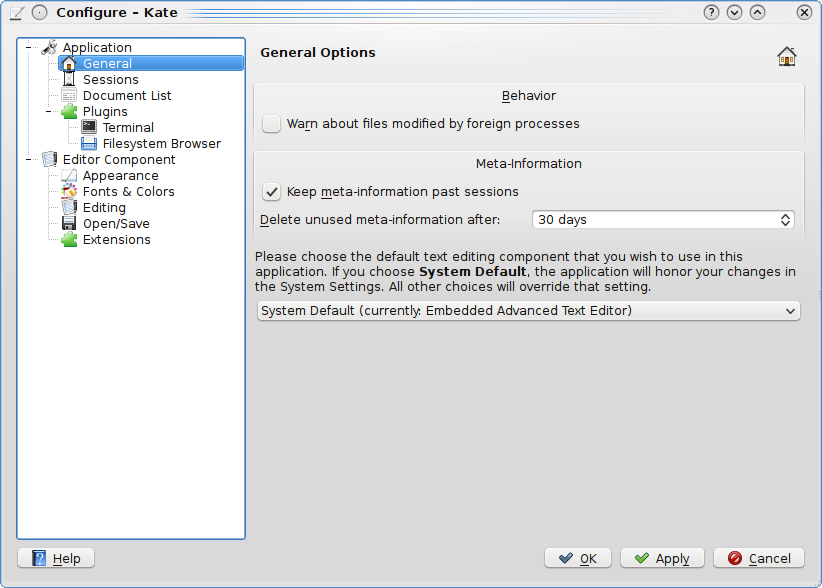 Configure – Kate
Application
General
Sessions
Document List
Plugins
Terminal
Filesystem Browser
Editor Component
Appearance
Fonts & Colors
Editing
Open/Save
Extensions
General Options
Behavior
Warn about files modified by foreign processes
Meta-Information
Keep meta-information past sessions
Delete unused meta-information after: 30 days
Please choose the default text editing component that you wish to use in this
application. If you choose System Default, the application will honor your changes in
the System Settings. All other choices will override that setting.
System Default (currently: Embedded Advanced Text Editor)
Help
OK
Apply
Cancel